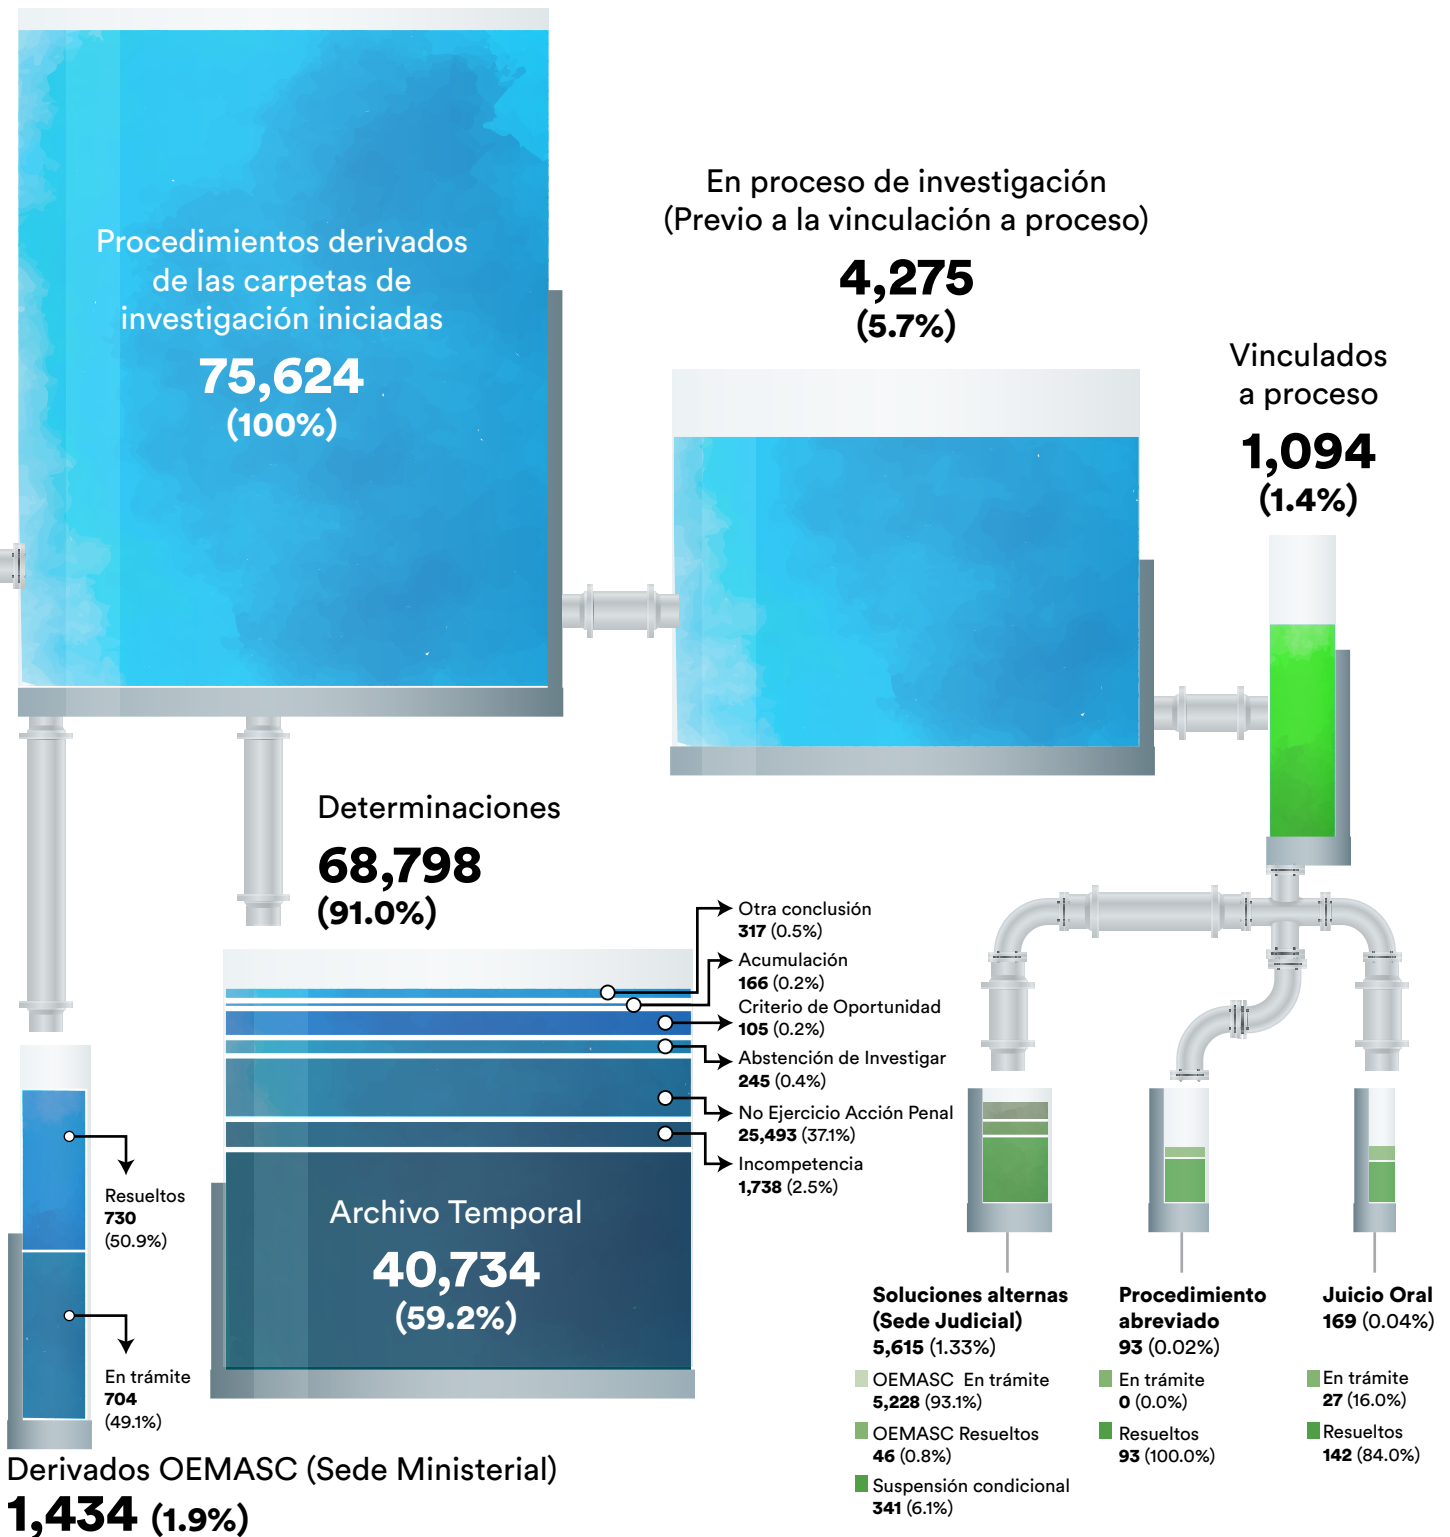 Procedimientos derivados
de las carpetas de
investigación iniciadas
75,624
(100%)
En proceso de investigación
(Previo a la vinculación a proceso)
4,275
(5.7%)
Vinculados
a proceso
1,094
(1.4%)
Determinaciones
68,798
(91.0%)
Otra conclusión
317 (0.5%)
Acumulación
166 (0.2%)
Criterio de Oportunidad
105 (0.2%)
Abstención de Investigar
245 (0.4%)
No Ejercicio Acción Penal
25,493 (37.1%)
Incompetencia
1,738 (2.5%)
Archivo Temporal
40,734
(59.2%)
Resueltos
730
(50.9%)
En trámite
704
(49.1%)
Derivados OEMASC (Sede Ministerial)
1,434 (1.9%)
Soluciones alternas
(Sede Judicial)
5,615 (1.33%)
OEMASC En trámite
5,228 (93.1%)
OEMASC Resueltos
46 (0.8%)
Suspensión condicional
341 (6.1%)
Procedimiento
abreviado
93 (0.02%)
En trámite
0 (0.0%)
Resueltos
93 (100.0%)
Juicio Oral
169 (0.04%)
En trámite
27 (16.0%)
Resueltos
142 (84.0%)